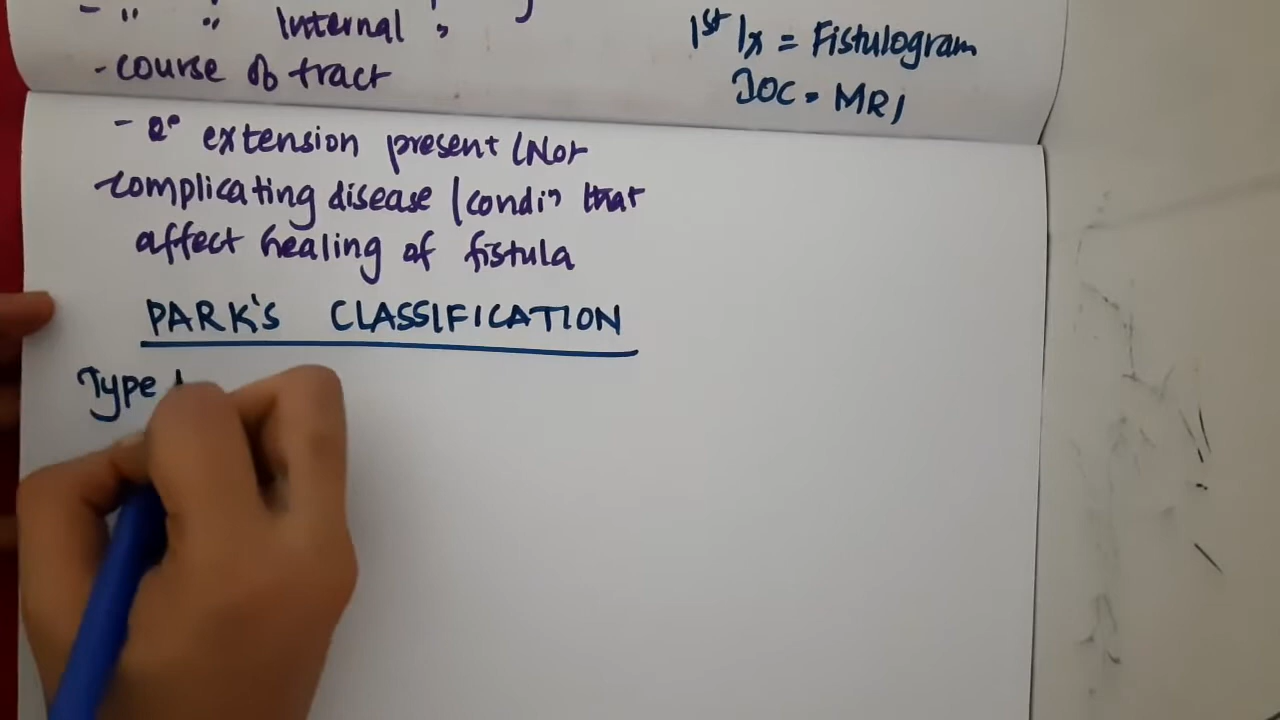 - " " Internal "
- course of tract
1st Ix = Fistulogram
IOC = MRI
- 2° extension present / Not
- complicating disease / condin that
affect healing of fistula
PARK'S CLASSIFICATION
Type